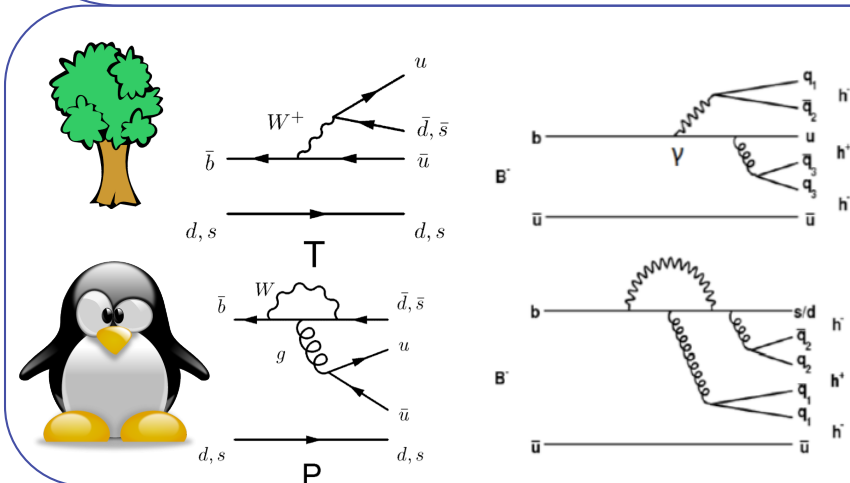 u
W⁺
d̄, s̄
b̄
ū
d, s
d, s
T
b̄
W
d̄, s̄
g
u
ū
d, s
d, s
P
q₁
h⁻
q̄₂
b
u
γ
h⁺
q̄₃
B⁻
q₃
h⁻
ū
ū
b
s/d
h⁻
q̄₂
q₂
B⁻
h⁺
q̄₁
q₁
h⁻
ū
ū